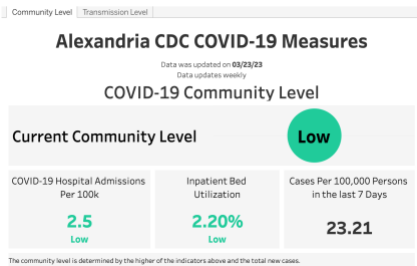 Community Level Transmission Level
Alexandria CDC COVID-19 Measures
Data was updated on 03/23/23
Data updates weekly
COVID-19 Community Level
Current Community Level
Low
COVID-19 Hospital Admissions
Per 100k
2.5
Low
Inpatient Bed
Utilization
2.20%
Low
Cases Per 100,000 Persons
in the last 7 Days
23.21
The community level is determined by the higher of the indicators above and the total new cases.